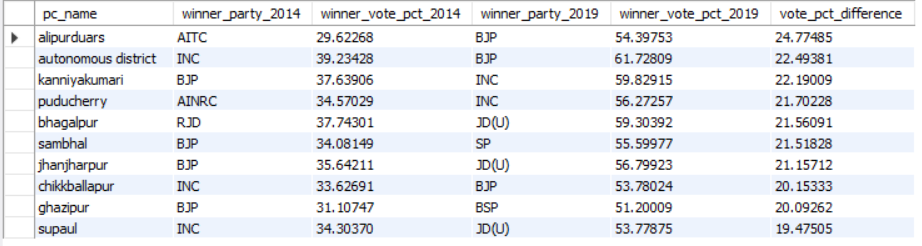 pc_name winner_party_2014 winner_vote_pct_2014 winner_party_2019 winner_vote_pct_2019 vote_pct_difference
alipurduars AITC 29.62268 BJP 54.39753 24.77485
autonomous district INC 39.23428 BJP 61.72809 22.49381
kanniyakumari BJP 37.63906 INC 59.82915 22.19009
puducherry AINRC 34.57029 INC 56.27257 21.70228
bhagalpur RJD 37.74301 JD(U) 59.30392 21.56091
sambhal BJP 34.08149 SP 55.59977 21.51828
jhanjharpur BJP 35.64211 JD(U) 56.79923 21.15712
chikkballapur INC 33.62691 BJP 53.78024 20.15333
ghazipur BJP 31.10747 BSP 51.20009 20.09262
supaul INC 34.30370 JD(U) 53.77875 19.47505